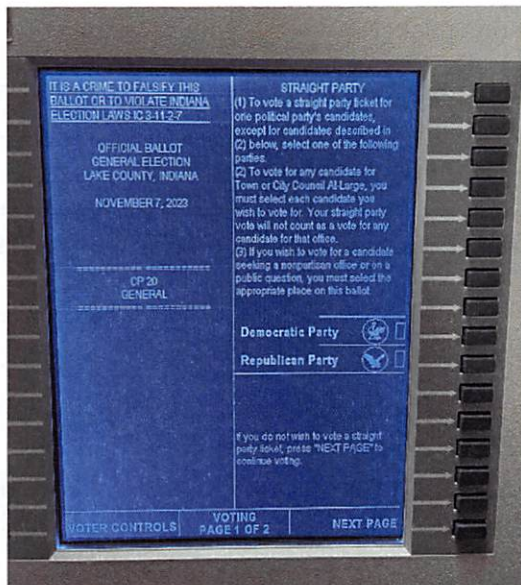 IT IS A CRIME TO FALSIFY THIS
BALLOT OR TO VIOLATE INDIANA
ELECTION LAWS IC 3-11-2-7
OFFICIAL BALLOT
GENERAL ELECTION
LAKE COUNTY, INDIANA
NOVEMBER 7, 2023
CP 20
GENERAL
STRAIGHT PARTY
(1) To vote a straight party ticket for
one political party's candidates,
except for candidates described in
(2) below, select one of the following
parties.
(2) To vote for any candidate for
Town or City Council At-Large, you
must select each candidate you
wish to vote for. Your straight party
vote will not count as a vote for any
candidate for that office.
(3) If you wish to vote for a candidate
seeking a nonpartisan office or on a
public question, you must select the
appropriate place on this ballot.
Democratic Party
Republican Party
If you do not wish to vote a straight
party ticket, press "NEXT PAGE" to
continue voting.
VOTER CONTROLS
VOTING
PAGE 1 OF 2
NEXT PAGE